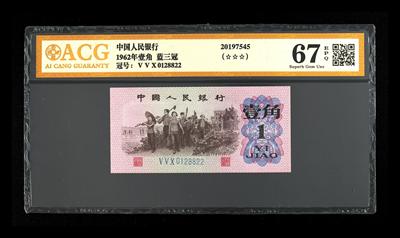 ACG
AI CANG GUARANTY
中国人民银行
1962年壹角 蓝三冠
冠号：V V X 0128822
20197545
(☆☆☆)
67 EPQ
Superb Gem Unc
中国人民银行
壹角
1
YI
JIAO
VVX0128822